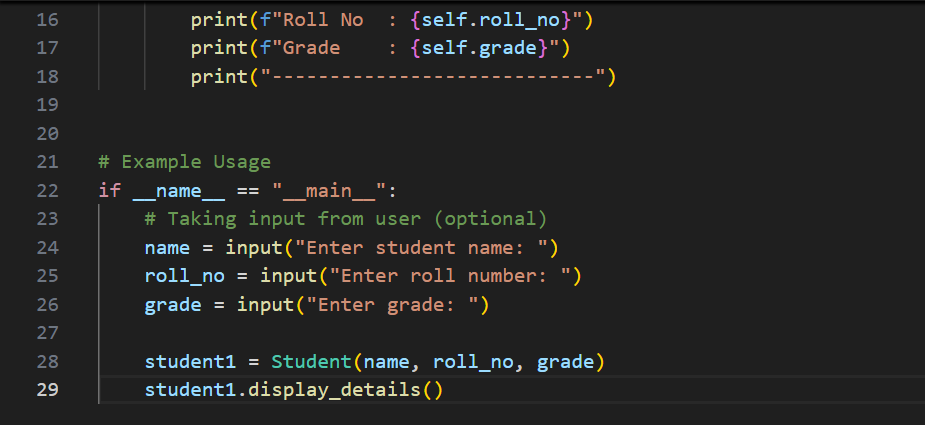 16            print(f"Roll No  : {self.roll_no}")
17            print(f"Grade    : {self.grade}")
18            print("----------------------------")
19
20
21    # Example Usage
22    if __name__ == "__main__":
23        # Taking input from user (optional)
24        name = input("Enter student name: ")
25        roll_no = input("Enter roll number: ")
26        grade = input("Enter grade: ")
27
28        student1 = Student(name, roll_no, grade)
29        student1.display_details()